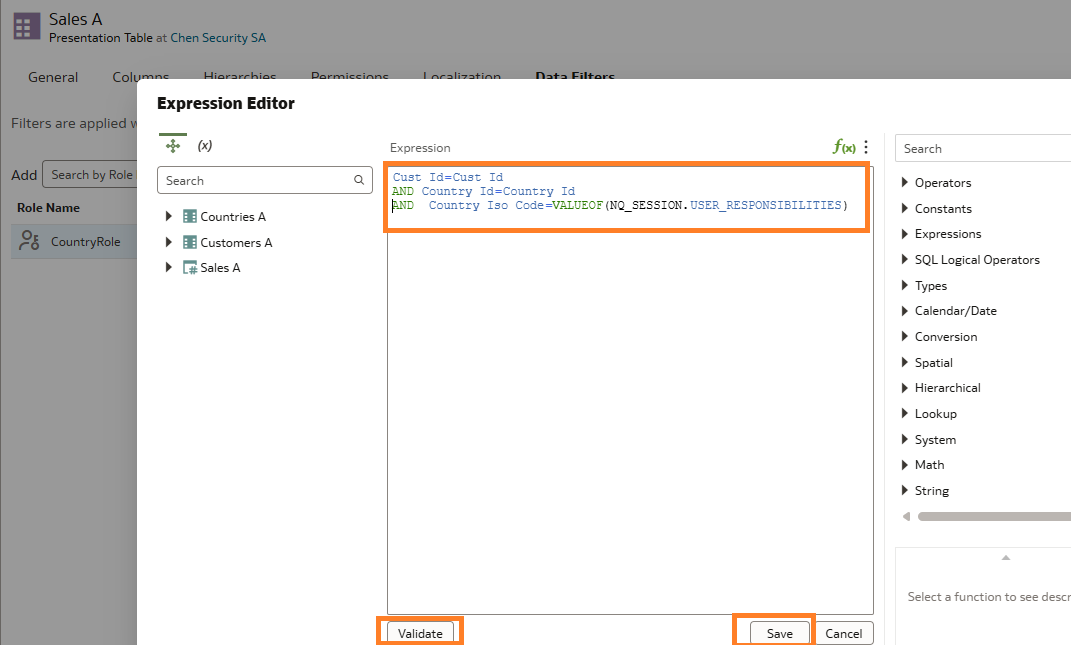 Sales A
Presentation Table at Chen Security SA
General Columns Hierarchies Permissions Localization Data Filters
Filters are applied w
Add Search by Role
Role Name
CountryRole
Expression Editor
(x)
Search
Countries A
Customers A
Sales A
Expression
f(x)
Cust Id=Cust Id
AND Country Id=Country Id
AND  Country Iso Code=VALUEOF(NQ_SESSION.USER_RESPONSIBILITIES)
Validate
Save
Cancel
Search
Operators
Constants
Expressions
SQL Logical Operators
Types
Calendar/Date
Conversion
Spatial
Hierarchical
Lookup
System
Math
String
Select a function to see descr